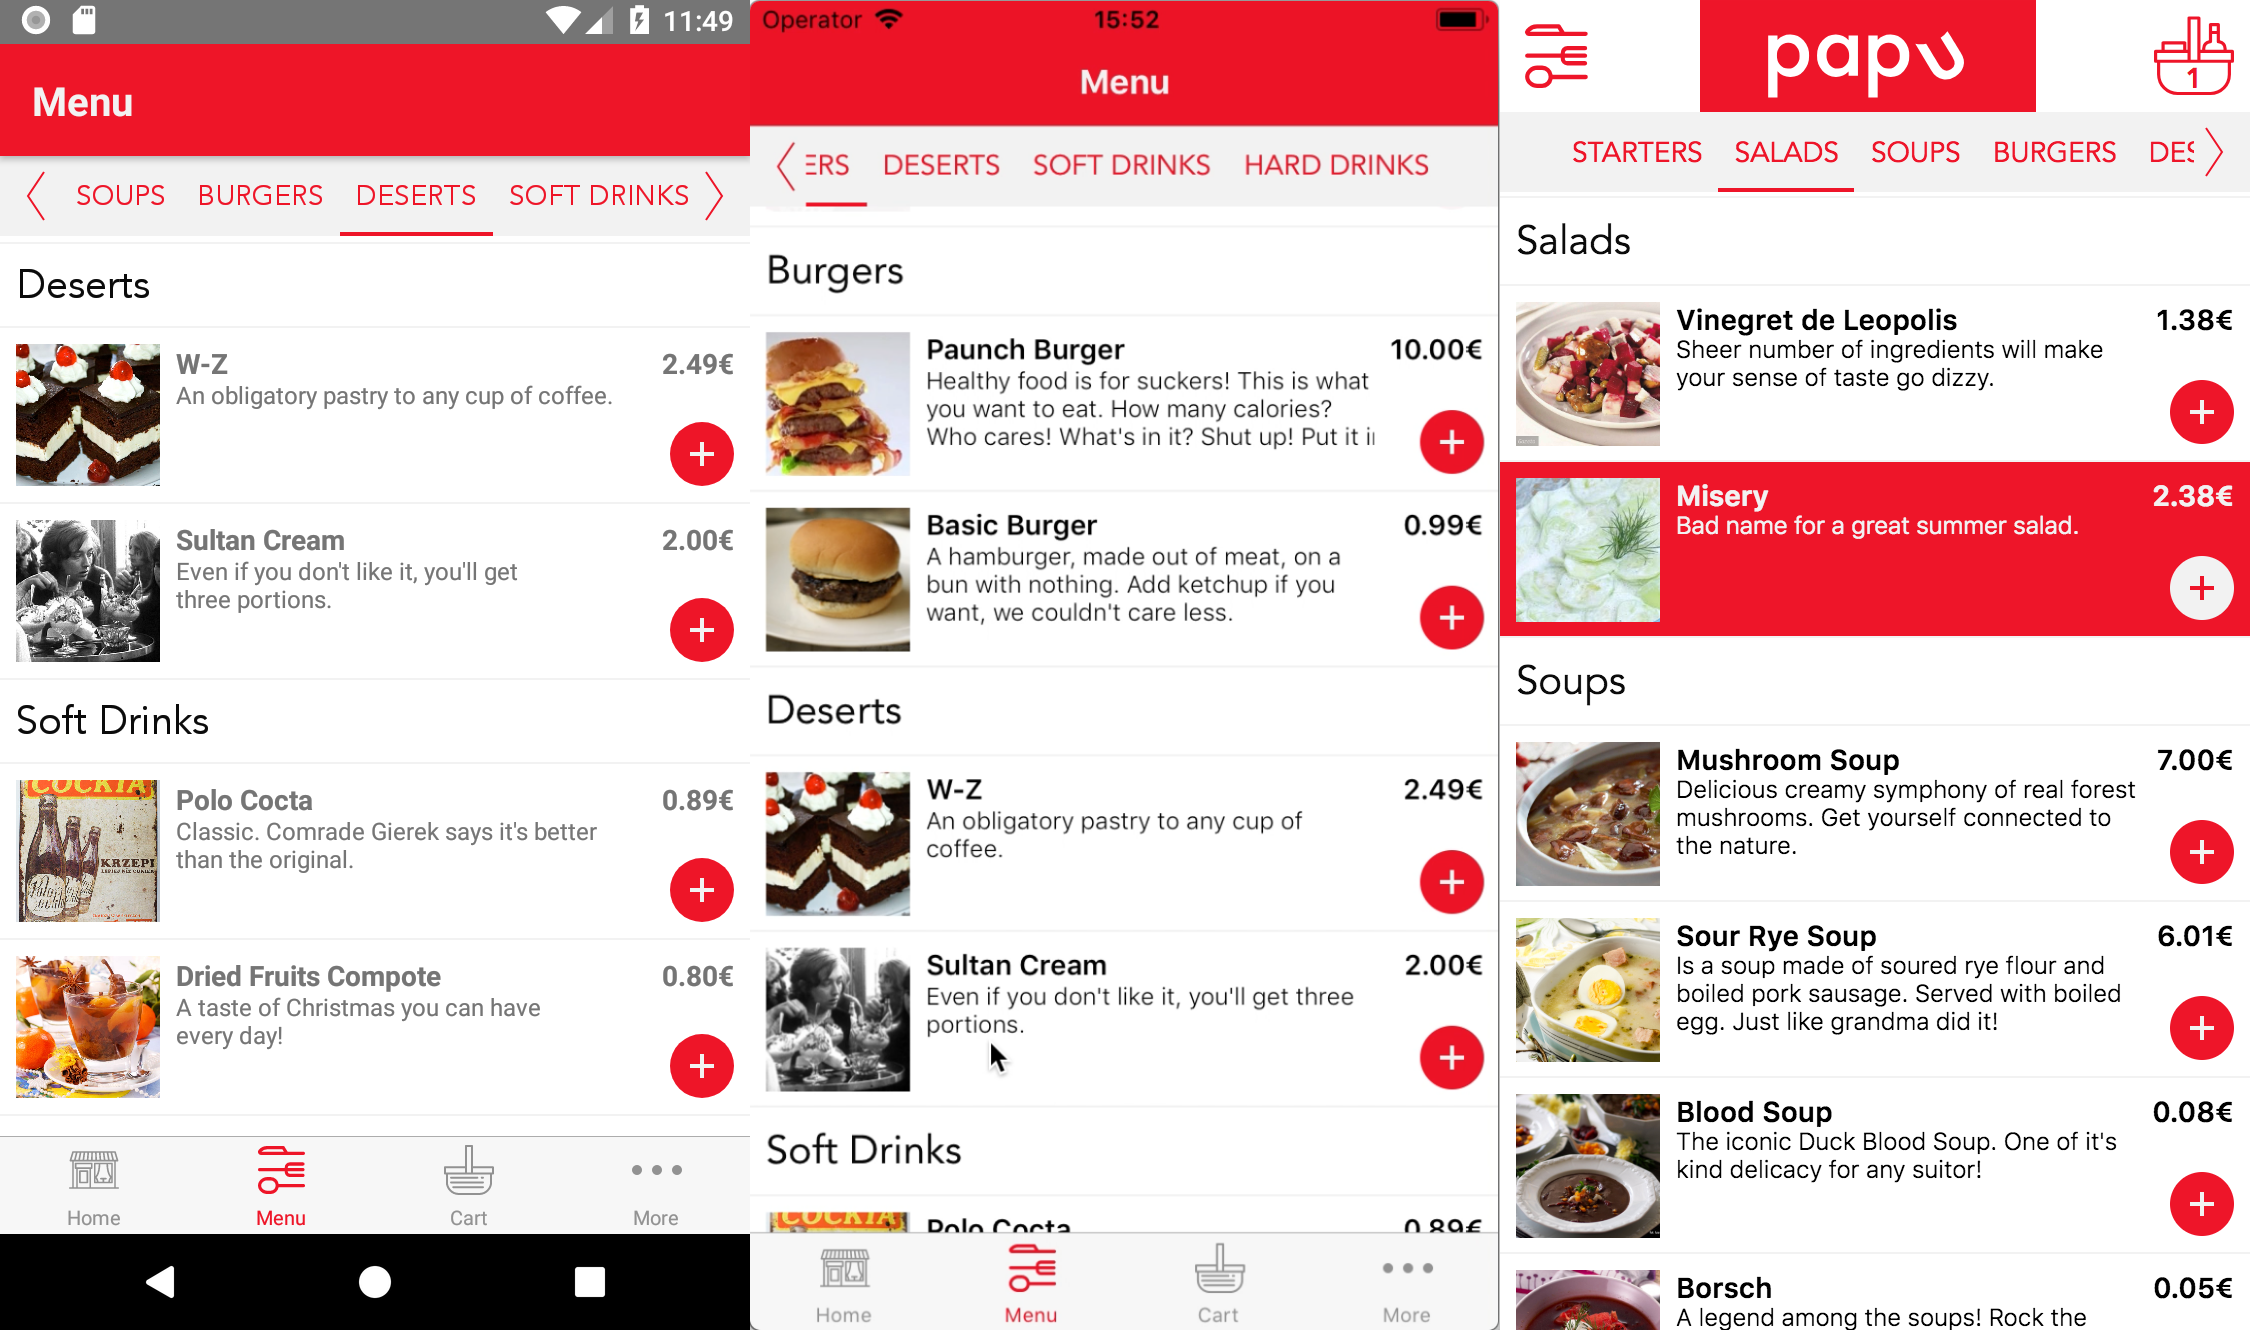 11:49
Menu
SOUPS BURGERS DESERTS SOFT DRINKS
Deserts
W-Z 2.49€
An obligatory pastry to any cup of coffee.
Sultan Cream 2.00€
Even if you don't like it, you'll get
three portions.
Soft Drinks
COCKTA
KRZEPI
Polo Cocta 0.89€
Classic. Comrade Gierek says it's better
than the original.
Dried Fruits Compote 0.80€
A taste of Christmas you can have
every day!
Home Menu Cart More
Operator 15:52
Menu
ERS DESERTS SOFT DRINKS HARD DRINKS
Burgers
Paunch Burger 10.00€
Healthy food is for suckers! This is what
you want to eat. How many calories?
Who cares! What's in it? Shut up! Put it in
Basic Burger 0.99€
A hamburger, made out of meat, on a
bun with nothing. Add ketchup if you
want, we couldn't care less.
Deserts
W-Z 2.49€
An obligatory pastry to any cup of
coffee.
Sultan Cream 2.00€
Even if you don't like it, you'll get three
portions.
Soft Drinks
COCKTA
Polo Cocta 0.89€
Home Menu Cart More
papu
1
STARTERS SALADS SOUPS BURGERS DES
Salads
Vinegret de Leopolis 1.38€
Sheer number of ingredients will make
your sense of taste go dizzy.
Misery 2.38€
Bad name for a great summer salad.
Soups
Mushroom Soup 7.00€
Delicious creamy symphony of real forest
mushrooms. Get yourself connected to
the nature.
Sour Rye Soup 6.01€
Is a soup made of soured rye flour and
boiled pork sausage. Served with boiled
egg. Just like grandma did it!
Blood Soup 0.08€
The iconic Duck Blood Soup. One of it's
kind delicacy for any suitor!
Borsch 0.05€
A legend among the soups! Rock the